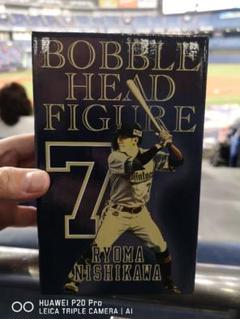 BOBBLE
HEAD
FIGURE
7
RYOMA
NISHIKAWA
HUAWEI P20 Pro
LEICA TRIPLE CAMERA | AI